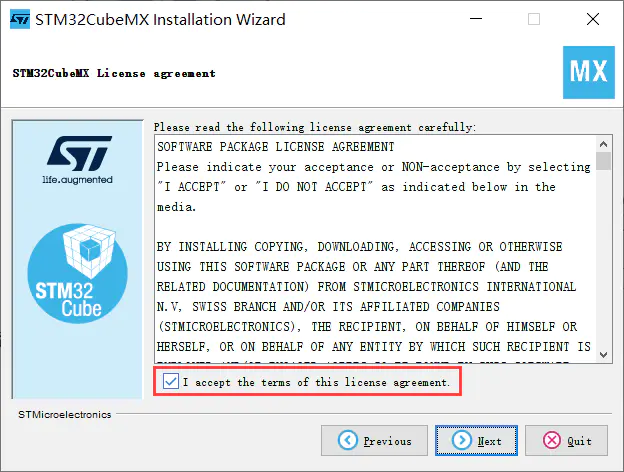 STM32CubeMX Installation Wizard
STM32CubeMX License agreement
MX
Please read the following license agreement carefully:
ST
life.augmented
STM32
Cube
SOFTWARE PACKAGE LICENSE AGREEMENT
Please indicate your acceptance or NON-acceptance by selecting
"I ACCEPT" or "I DO NOT ACCEPT" as indicated below in the
media.
BY INSTALLING COPYING, DOWNLOADING, ACCESSING OR OTHERWISE
USING THIS SOFTWARE PACKAGE OR ANY PART THEREOF (AND THE
RELATED DOCUMENTATION) FROM STMICROELECTRONICS INTERNATIONAL
N.V, SWISS BRANCH AND/OR ITS AFFILIATED COMPANIES
(STMICROELECTRONICS), THE RECIPIENT, ON BEHALF OF HIMSELF OR
HERSELF, OR ON BEHALF OF ANY ENTITY BY WHICH SUCH RECIPIENT IS
I accept the terms of this license agreement.
STMicroelectronics
Previous
Next
Quit